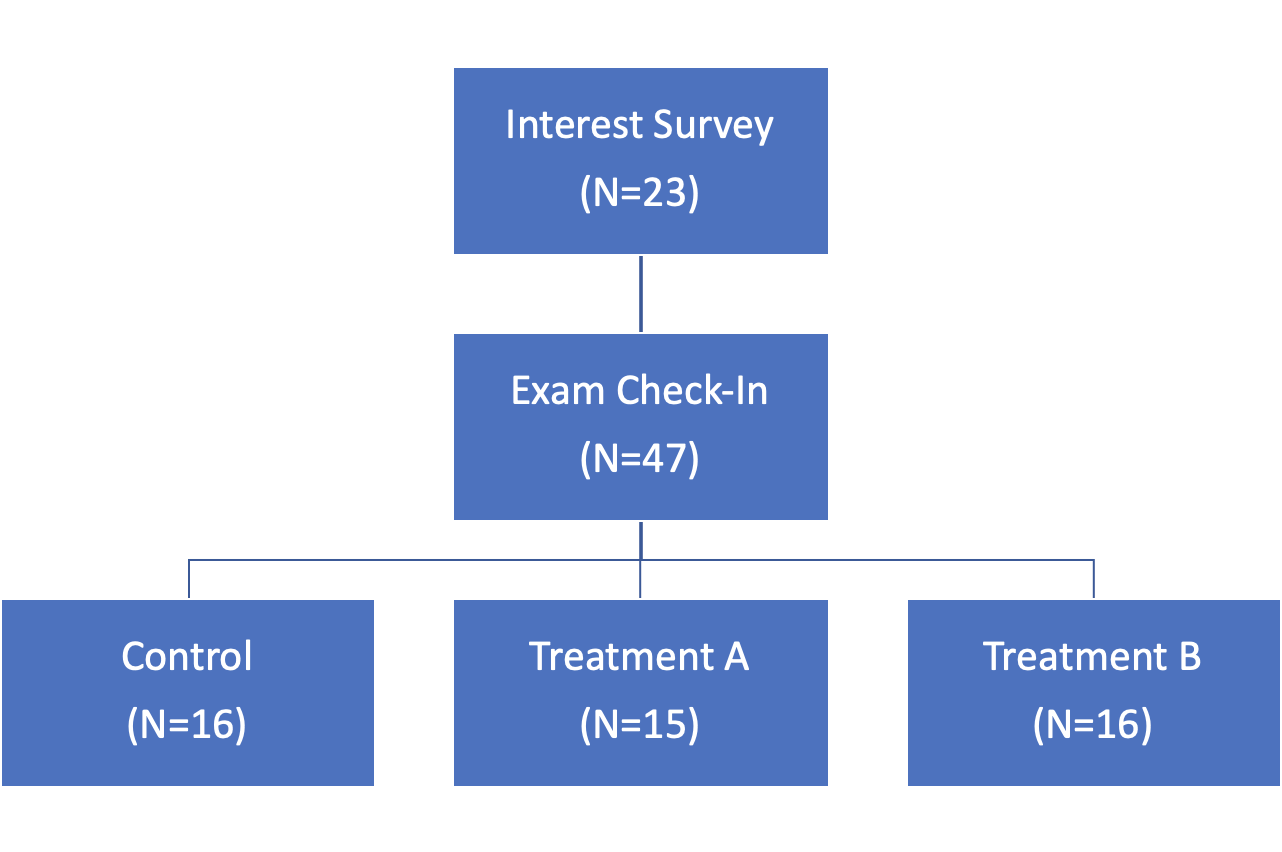 Interest Survey
(N=23)
Exam Check-In
(N=47)
Control
(N=16)
Treatment A
(N=15)
Treatment B
(N=16)